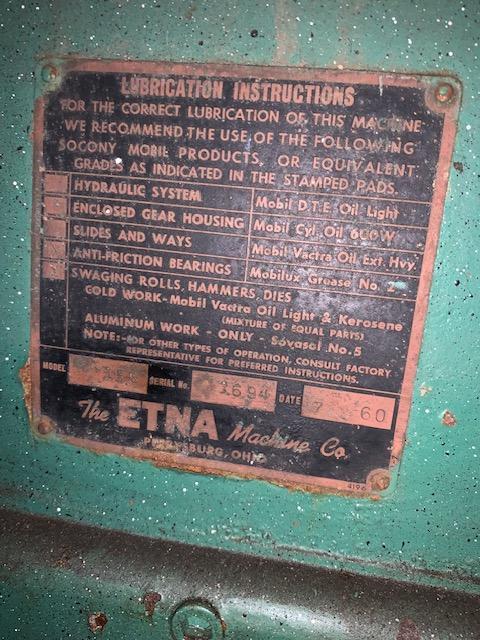 LUBRICATION INSTRUCTIONS
FOR THE CORRECT LUBRICATION OF THIS MACHINE
WE RECOMMEND THE USE OF THE FOLLOWING
SOCONY MOBIL PRODUCTS, OR EQUIVALENT
GRADES AS INDICATED IN THE STAMPED PADS.
HYDRAULIC SYSTEM Mobil D.T.E. Oil Light
ENCLOSED GEAR HOUSING Mobil Cyl. Oil 600W
SLIDES AND WAYS Mobil Vactra Oil Ext. Hvy.
ANTI-FRICTION BEARINGS Mobilux Grease No. 2
SWAGING ROLLS, HAMMERS, DIES
COLD WORK-Mobil Vactra Oil Light & Kerosene
(MIXTURE OF EQUAL PARTS)
ALUMINUM WORK - ONLY - Sovasol No. 5
NOTE:-FOR OTHER TYPES OF OPERATION, CONSULT FACTORY
REPRESENTATIVE FOR PREFERRED INSTRUCTIONS.
MODEL SERIAL No. 1694 DATE 7 60
The ETNA Machine Co.
PERRYSBURG, OHIO